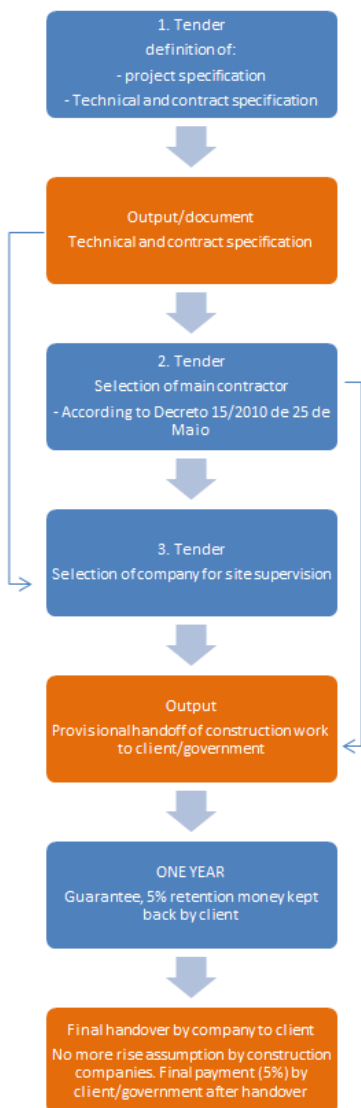 1. Tender
definition of:
- project specification
- Technical and contract specification
Output/document
Technical and contract specification
2. Tender
Selection of main contractor
- According to Decreto 15/2010 de 25 de
Maio
3. Tender
Selection of company for site supervision
Output
Provisional handoff of construction work
to client/government
ONE YEAR
Guarantee, 5% retention money kept
back by client
Final handover by company to client
No more rise assumption by construction
companies. Final payment (5%) by
client/government after handover